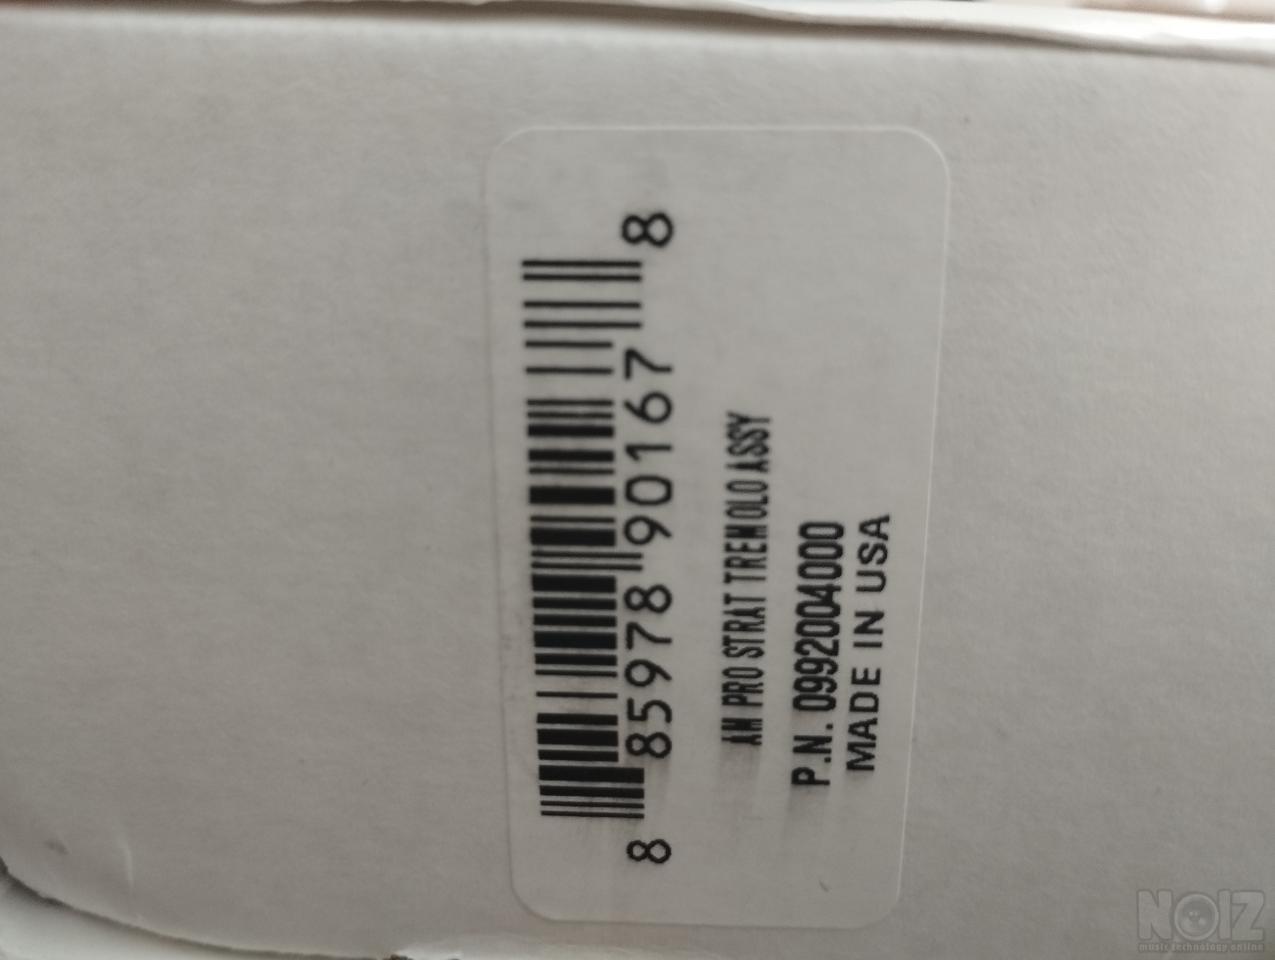 8 85978 90167 8
AM PRO STRAT TREMOLO ASSY
P.N. 0992004000
MADE IN USA
NOIZ
music technology online